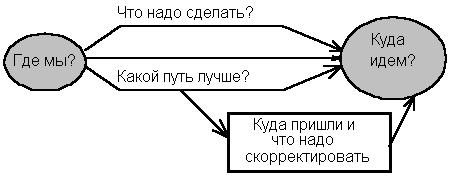 Что надо сделать?
Где мы?
Куда
идем?
Какой путь лучше?
Куда пришли и
что надо
скорректировать